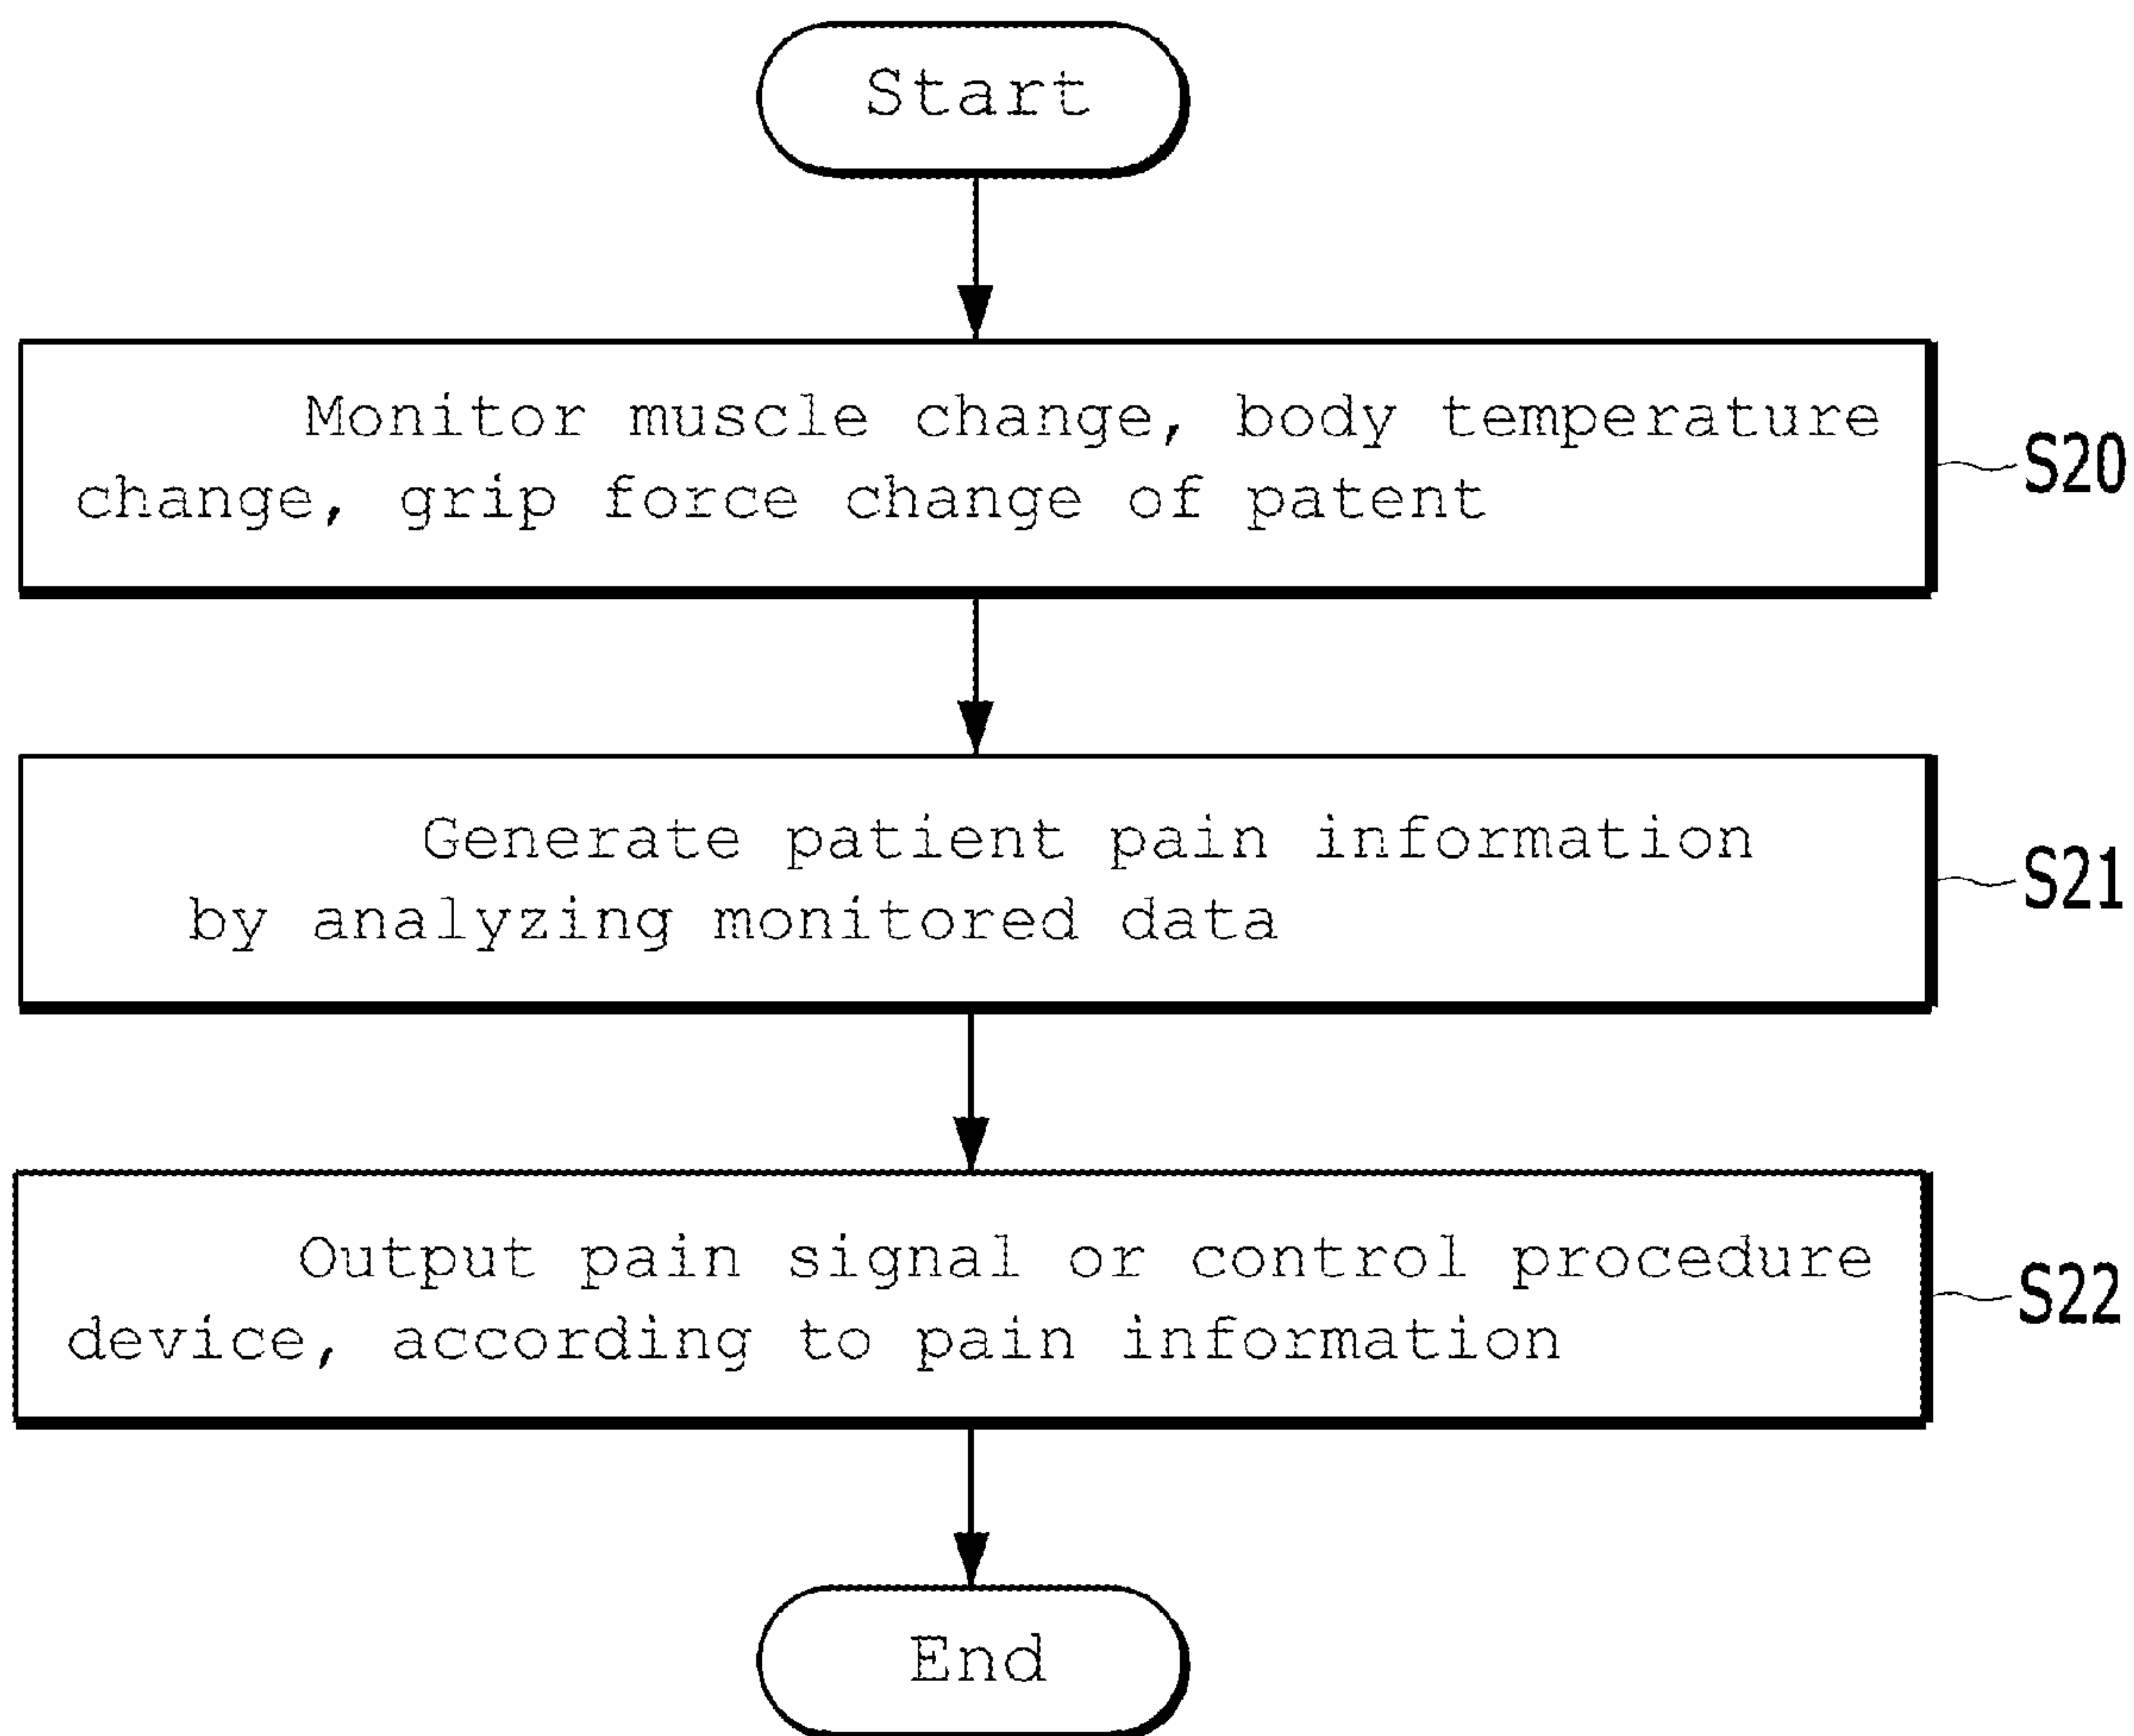 Start
Monitor muscle change, body temperature
change, grip force change of patent
S20
Generate patient pain information
by analyzing monitored data
S21
Output pain signal or control procedure
device, according to pain information
S22
End